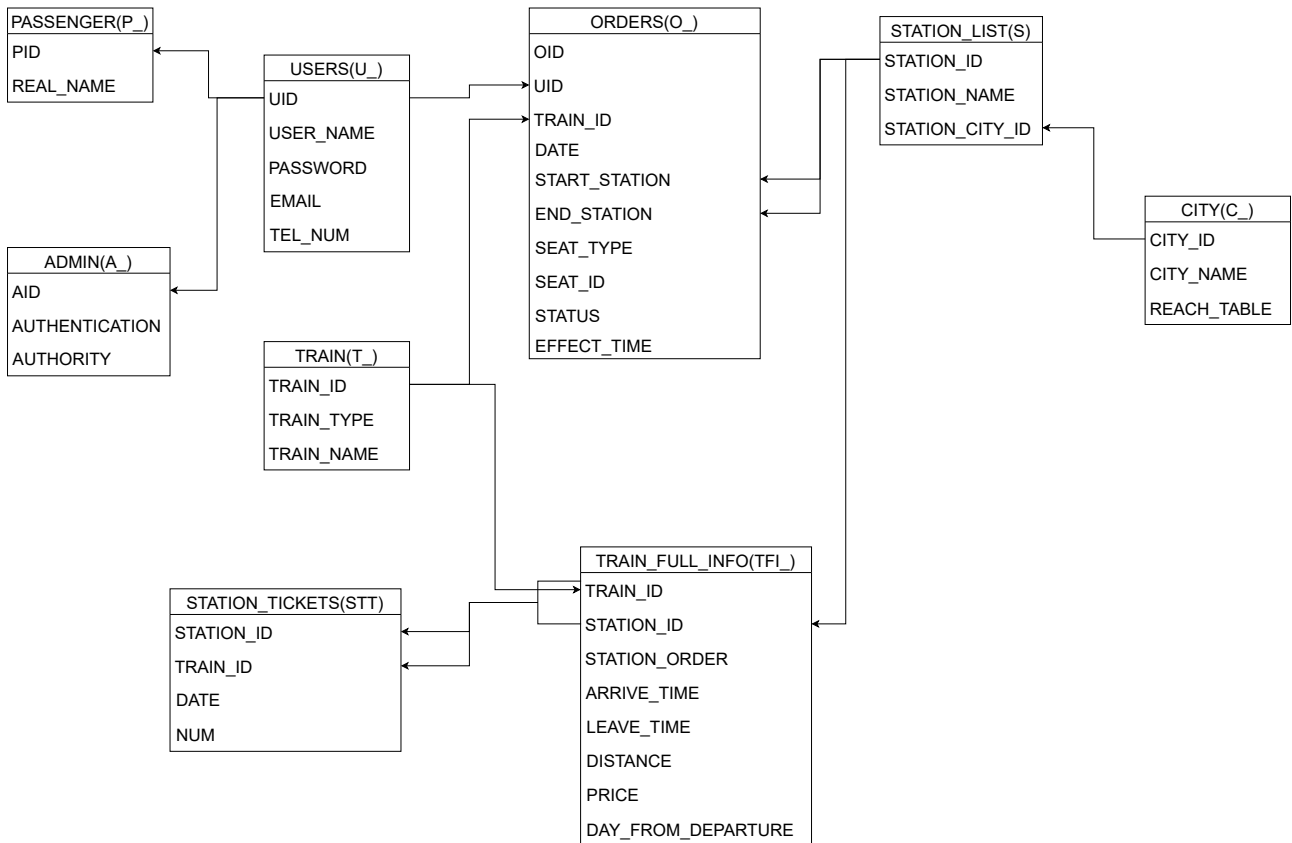 PASSENGER(P_)
PID
REAL_NAME
USERS(U_)
UID
USER_NAME
PASSWORD
EMAIL
TEL_NUM
ADMIN(A_)
AID
AUTHENTICATION
AUTHORITY
ORDERS(O_)
OID
UID
TRAIN_ID
DATE
START_STATION
END_STATION
SEAT_TYPE
SEAT_ID
STATUS
EFFECT_TIME
STATION_LIST(S)
STATION_ID
STATION_NAME
STATION_CITY_ID
CITY(C_)
CITY_ID
CITY_NAME
REACH_TABLE
TRAIN(T_)
TRAIN_ID
TRAIN_TYPE
TRAIN_NAME
STATION_TICKETS(STT)
STATION_ID
TRAIN_ID
DATE
NUM
TRAIN_FULL_INFO(TFI_)
TRAIN_ID
STATION_ID
STATION_ORDER
ARRIVE_TIME
LEAVE_TIME
DISTANCE
PRICE
DAY_FROM_DEPARTURE